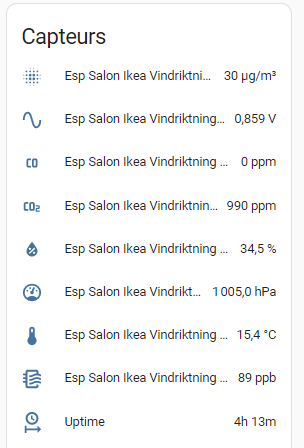 Capteurs
Esp Salon Ikea Vindriktni... 30 µg/m³
Esp Salon Ikea Vindriktning... 0,859 V
CO Esp Salon Ikea Vindriktning ... 0 ppm
CO₂ Esp Salon Ikea Vindriktnin... 990 ppm
Esp Salon Ikea Vindriktning ... 34,5 %
Esp Salon Ikea Vindrikt... 1 005,0 hPa
Esp Salon Ikea Vindriktning ... 15,4 °C
Esp Salon Ikea Vindriktning ... 89 ppb
Uptime 4h 13m